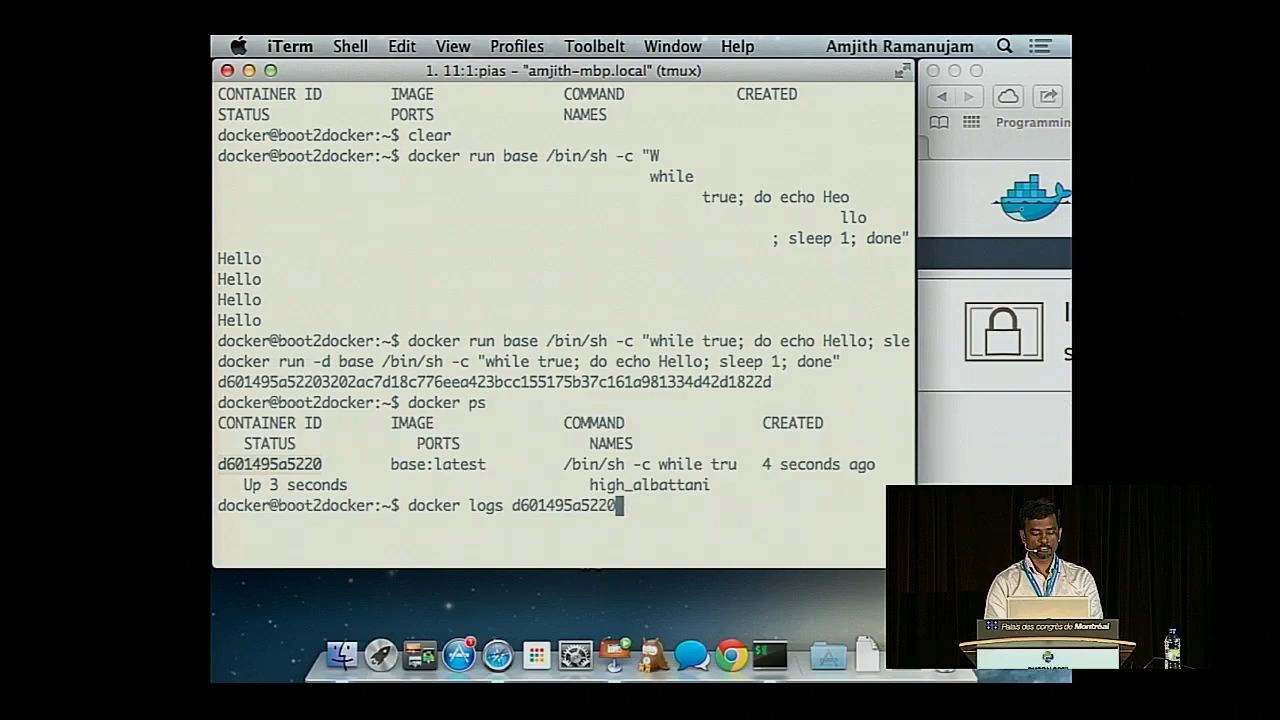 iTerm Shell Edit View Profiles Toolbelt Window Help Amjith Ramanujam
1. 11:1:pias - "amjith-mbp.local" (tmux)
CONTAINER ID IMAGE COMMAND CREATED
STATUS PORTS NAMES
docker@boot2docker:~$ clear
docker@boot2docker:~$ docker run base /bin/sh -c "W
while
true; do echo Heo
llo
; sleep 1; done"
Hello
Hello
Hello
Hello
docker@boot2docker:~$ docker run base /bin/sh -c "while true; do echo Hello; sle
docker run -d base /bin/sh -c "while true; do echo Hello; sleep 1; done"
d601495a52203202ac7d18c776eea423bcc155175b37c161a981334d42d1822d
docker@boot2docker:~$ docker ps
CONTAINER ID IMAGE COMMAND CREATED
STATUS PORTS NAMES
d601495a5220 base:latest /bin/sh -c while tru 4 seconds ago
Up 3 seconds high_albattani
docker@boot2docker:~$ docker logs d601495a5220
Programmin
Palais des congrès de Montréal